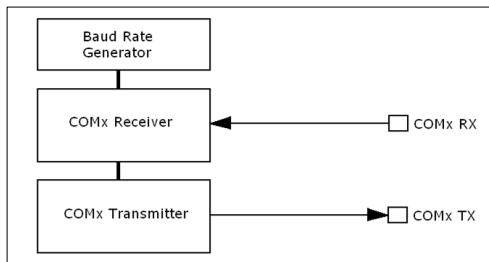 Baud Rate
Generator
COMx Receiver
COMx RX
COMx Transmitter
COMx TX